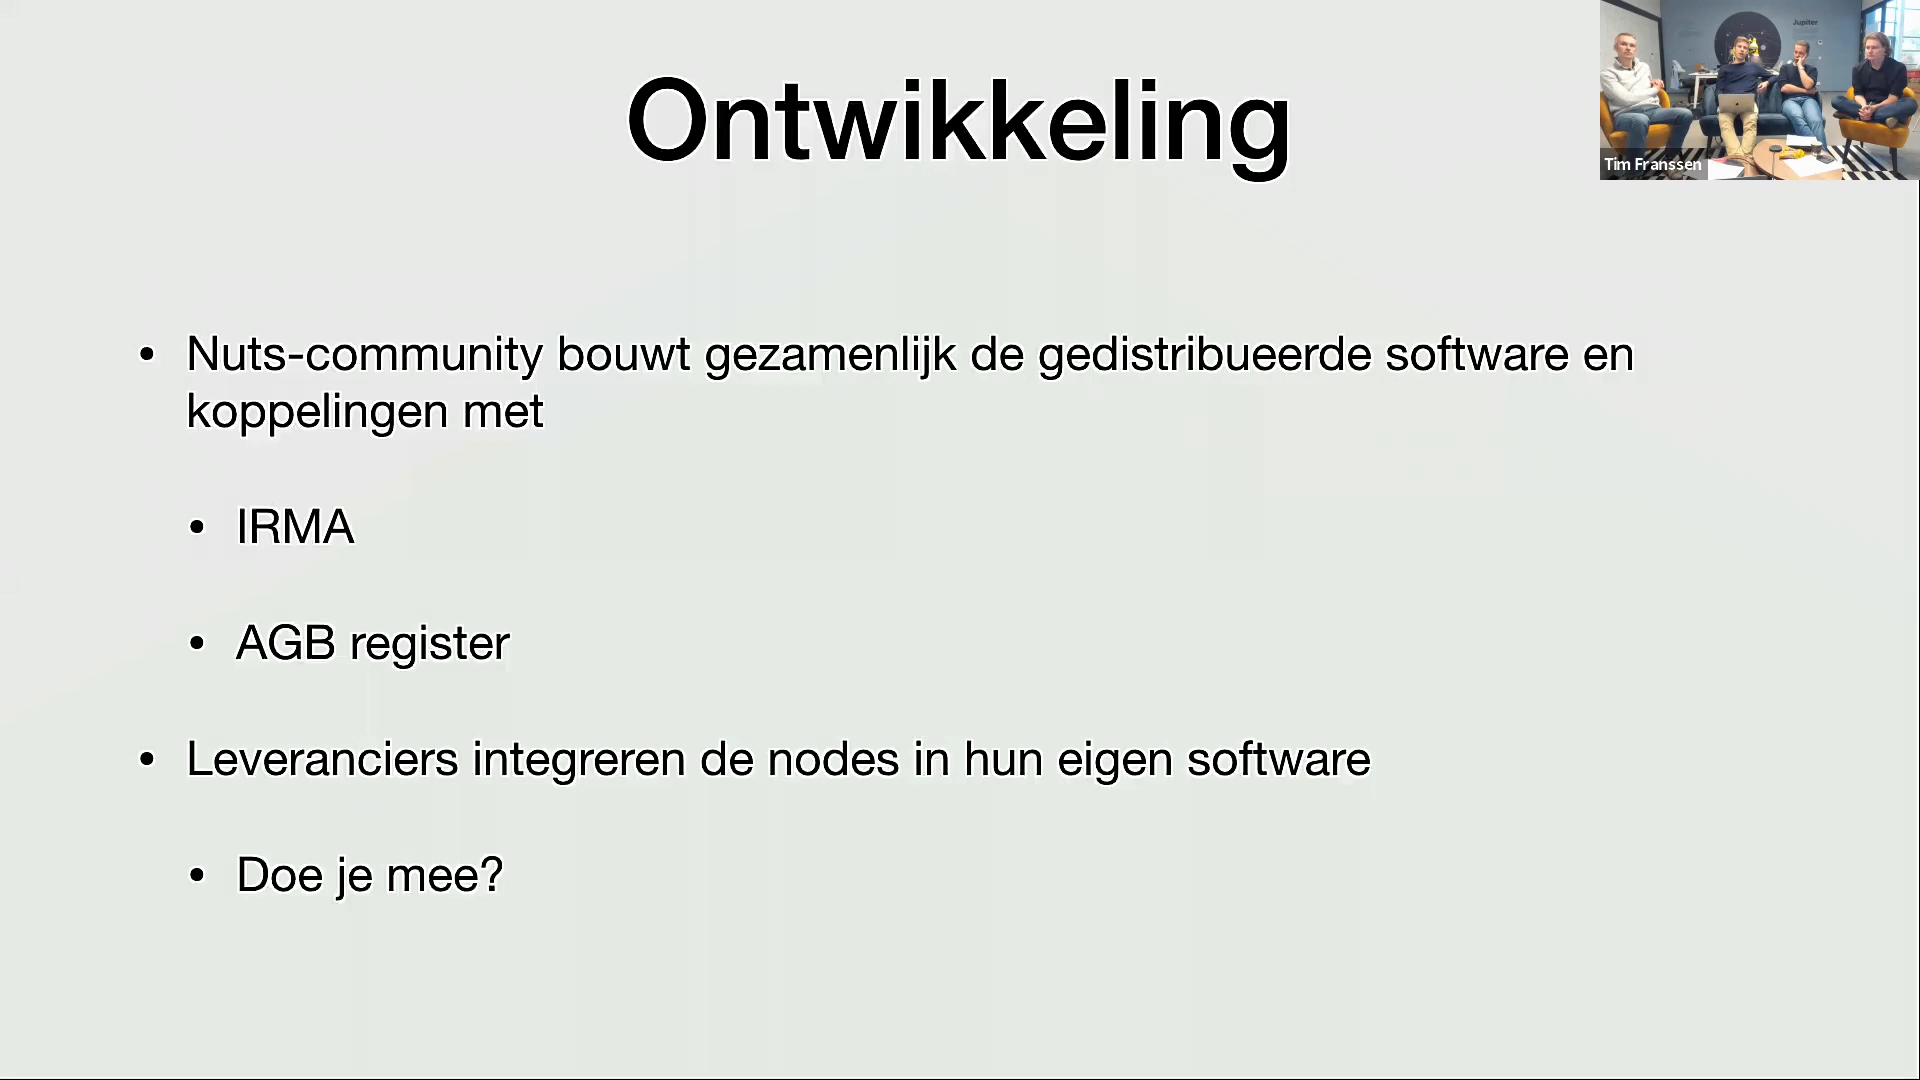 Ontwikkeling
Jupiter
Tim Franssen
• Nuts-community bouwt gezamenlijk de gedistribueerde software en
koppelingen met
• IRMA
• AGB register
• Leveranciers integreren de nodes in hun eigen software
• Doe je mee?